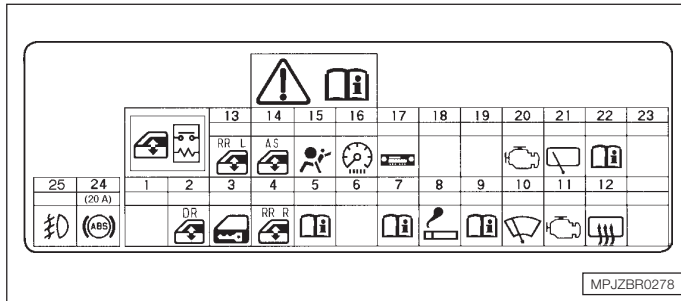 13 14 15 16 17 18 19 20 21 22 23
RR L AS
25 24 1 2 3 4 5 6 7 8 9 10 11 12
(20 A)
DR RR R
(ABS)
MPJZBR0278